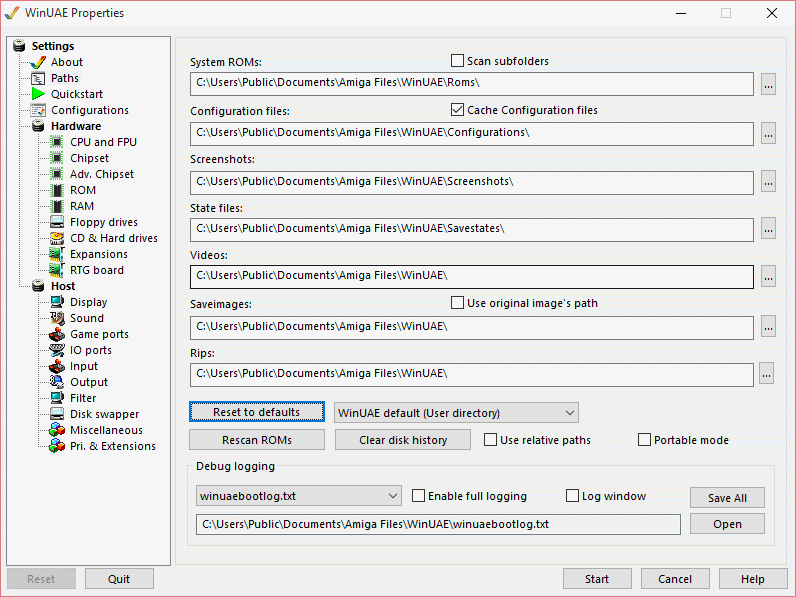 WinUAE Properties
Settings
About
Paths
Quickstart
Configurations
Hardware
CPU and FPU
Chipset
Adv. Chipset
ROM
RAM
Floppy drives
CD & Hard drives
Expansions
RTG board
Host
Display
Sound
Game ports
IO ports
Input
Output
Filter
Disk swapper
Miscellaneous
Pri. & Extensions
System ROMs: Scan subfolders
C:\Users\Public\Documents\Amiga Files\WinUAE\Roms\ ...
Configuration files: Cache Configuration files
C:\Users\Public\Documents\Amiga Files\WinUAE\Configurations\ ...
Screenshots:
C:\Users\Public\Documents\Amiga Files\WinUAE\Screenshots\ ...
State files:
C:\Users\Public\Documents\Amiga Files\WinUAE\Savestates\ ...
Videos:
C:\Users\Public\Documents\Amiga Files\WinUAE\ ...
Saveimages: Use original image's path
C:\Users\Public\Documents\Amiga Files\WinUAE\ ...
Rips:
C:\Users\Public\Documents\Amiga Files\WinUAE\ ...
Reset to defaults WinUAE default (User directory)
Rescan ROMs Clear disk history Use relative paths Portable mode
Debug logging
winuaebootlog.txt Enable full logging Log window Save All
C:\Users\Public\Documents\Amiga Files\WinUAE\winuaebootlog.txt Open
Reset Quit Start Cancel Help